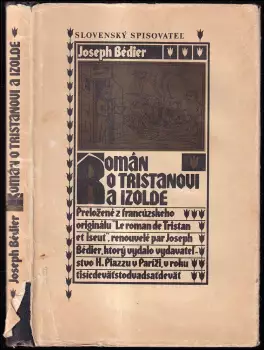 SLOVENSKÝ SPISOVATEĽ
Joseph Bédier
ROMÁN
O TRISTANOVI
A IZOLDE
Preložené z francúzskeho
originálu "Le roman de Tristan
et Iseut", renouvelé par Joseph
Bédier, ktorý vydalo vydavateľ-
stvo H. Piazzu v Paríži, v roku
tisícdeväťstodvadsaťdeväť
Joseph Bédier ROMÁN O TRISTANOVI A IZOLDE